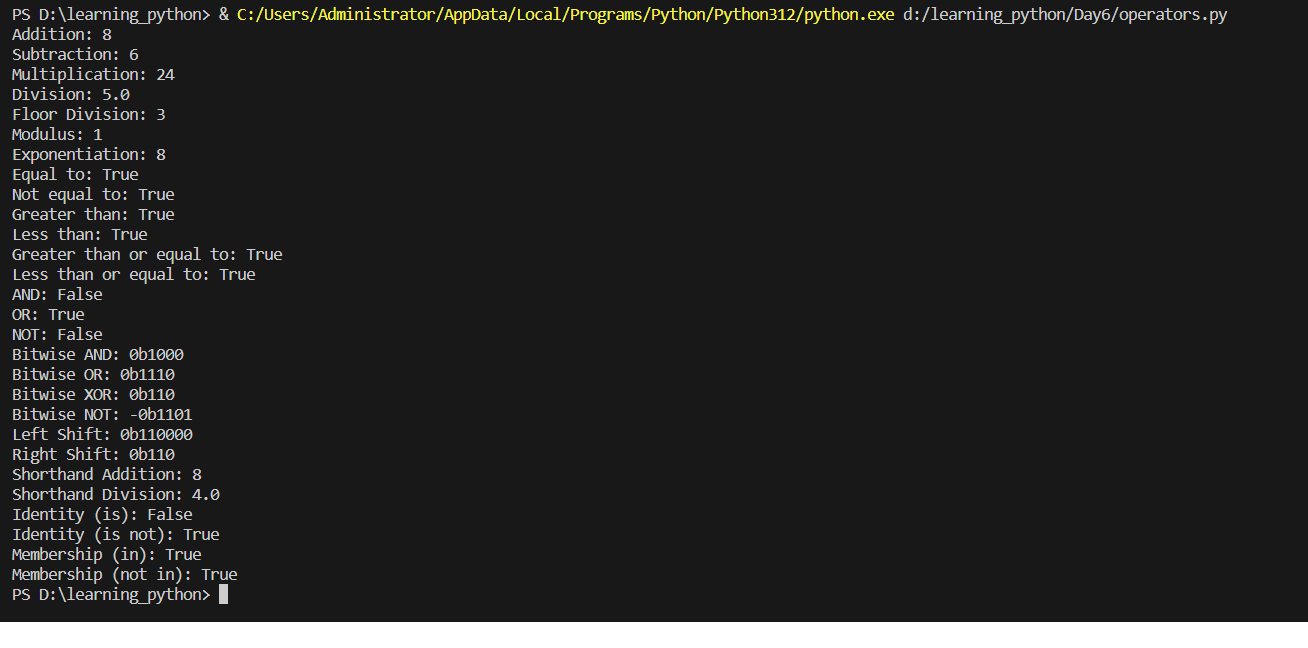 PS D:\learning_python> & C:/Users/Administrator/AppData/Local/Programs/Python/Python312/python.exe d:/learning_python/Day6/operators.py
Addition: 8
Subtraction: 6
Multiplication: 24
Division: 5.0
Floor Division: 3
Modulus: 1
Exponentiation: 8
Equal to: True
Not equal to: True
Greater than: True
Less than: True
Greater than or equal to: True
Less than or equal to: True
AND: False
OR: True
NOT: False
Bitwise AND: 0b1000
Bitwise OR: 0b1110
Bitwise XOR: 0b110
Bitwise NOT: -0b1101
Left Shift: 0b110000
Right Shift: 0b110
Shorthand Addition: 8
Shorthand Division: 4.0
Identity (is): False
Identity (is not): True
Membership (in): True
Membership (not in): True
PS D:\learning_python>